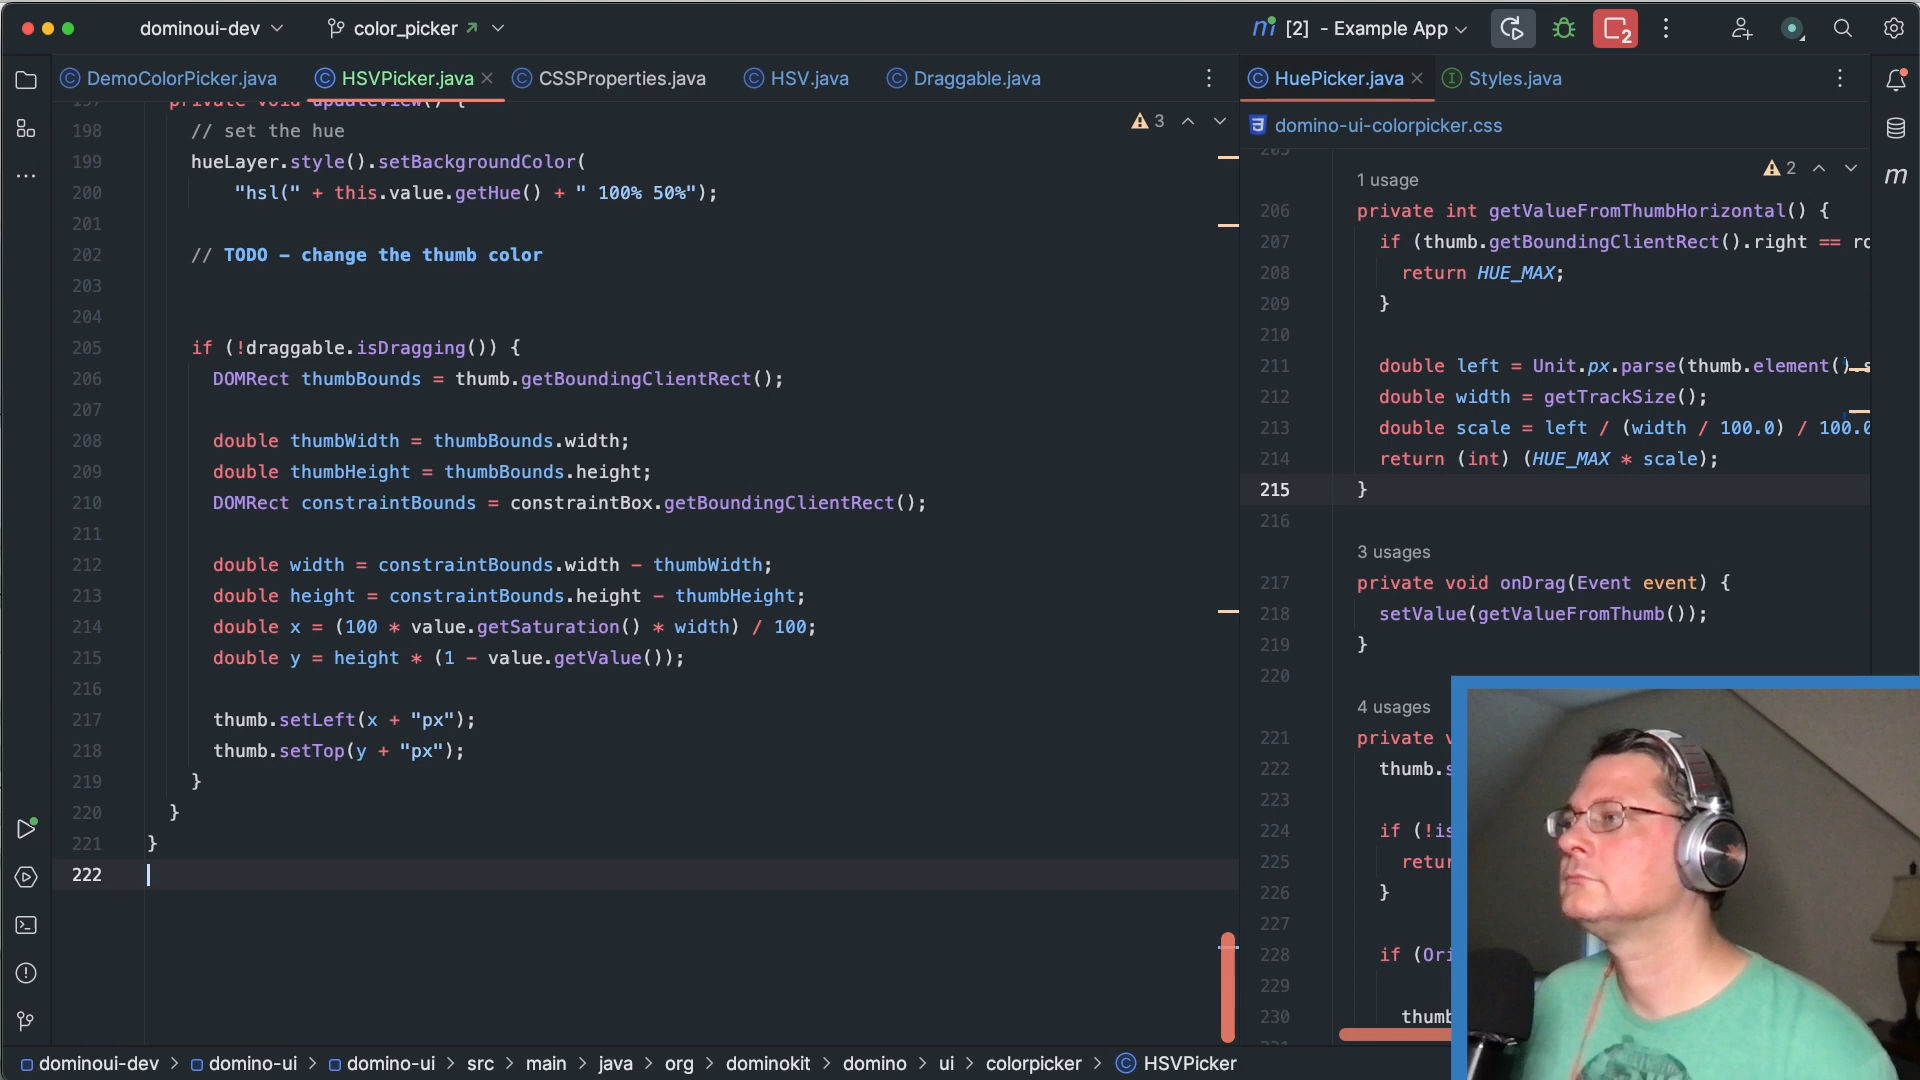 dominoui-dev
color_picker
[2] - Example App
2
DemoColorPicker.java
HSVPicker.java
CSSProperties.java
HSV.java
Draggable.java
HuePicker.java
Styles.java
domino-ui-colorpicker.css
197 private void updateView() {
198 // set the hue
199 hueLayer.style().setBackgroundColor(
200 "hsl(" + this.value.getHue() + " 100% 50%");
201
202 // TODO - change the thumb color
203
204
205 if (!draggable.isDragging()) {
206 DOMRect thumbBounds = thumb.getBoundingClientRect();
207
208 double thumbWidth = thumbBounds.width;
209 double thumbHeight = thumbBounds.height;
210 DOMRect constraintBounds = constraintBox.getBoundingClientRect();
211
212 double width = constraintBounds.width - thumbWidth;
213 double height = constraintBounds.height - thumbHeight;
214 double x = (100 * value.getSaturation() * width) / 100;
215 double y = height * (1 - value.getValue());
216
217 thumb.setLeft(x + "px");
218 thumb.setTop(y + "px");
219 }
220 }
221 }
222
3
2
1 usage
206 private int getValueFromThumbHorizontal() {
207 if (thumb.getBoundingClientRect().right == ro
208 return HUE_MAX;
209 }
210
211 double left = Unit.px.parse(thumb.element().s
212 double width = getTrackSize();
213 double scale = left / (width / 100.0) / 100.0
214 return (int) (HUE_MAX * scale);
215 }
216
3 usages
217 private void onDrag(Event event) {
218 setValue(getValueFromThumb());
219 }
220
4 usages
221 private v
222 thumb.s
223
224 if (!is
225 retur
226 }
227
228 if (Ori
229
230 thumb
m
dominoui-dev > domino-ui > domino-ui > src > main > java > org > dominokit > domino > ui > colorpicker > HSVPicker